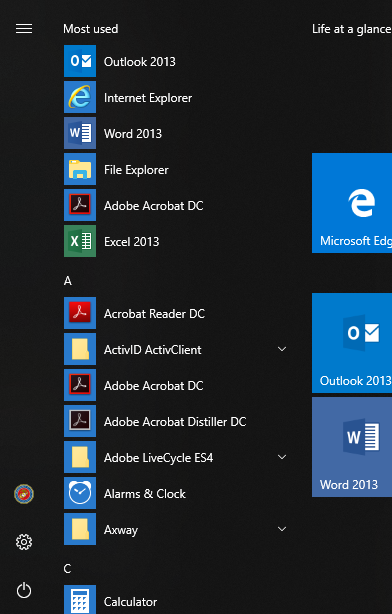 Most used
Life at a glance
Outlook 2013
Internet Explorer
Word 2013
File Explorer
Adobe Acrobat DC
Excel 2013
Microsoft Edg
A
Acrobat Reader DC
ActivID ActivClient
Adobe Acrobat DC
Outlook 2013
Adobe Acrobat Distiller DC
Adobe LiveCycle ES4
Alarms & Clock
Word 2013
Axway
C
Calculator